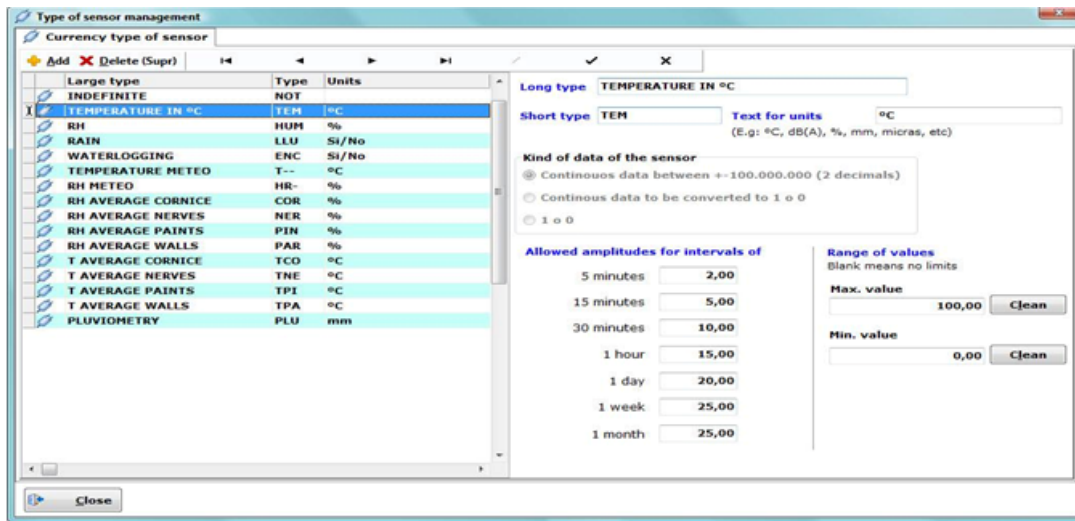 Type of sensor management
Currency type of sensor
Add Delete (Supr)
Large type Type Units
INDEFINITE NOT
TEMPERATURE IN ºC TEM ºC
RH HUM %
RAIN LLU Si/No
WATERLOGGING ENC Si/No
TEMPERATURE METEO T-- ºC
RH METEO HR- %
RH AVERAGE CORNICE COR %
RH AVERAGE NERVES NER %
RH AVERAGE PAINTS PIN %
RH AVERAGE WALLS PAR %
T AVERAGE CORNICE TCO ºC
T AVERAGE NERVES TNE ºC
T AVERAGE PAINTS TPI ºC
T AVERAGE WALLS TPA ºC
PLUVIOMETRY PLU mm
Long type TEMPERATURE IN ºC
Short type TEM Text for units ºC
(E.g: ºC, dB(A), %, mm, micras, etc)
Kind of data of the sensor
Continouos data between +-100.000.000 (2 decimals)
Continous data to be converted to 1 o 0
1 o 0
Allowed amplitudes for intervals of
5 minutes 2,00
15 minutes 5,00
30 minutes 10,00
1 hour 15,00
1 day 20,00
1 week 25,00
1 month 25,00
Range of values
Blank means no limits
Max. value
100,00 Clean
Min. value
0,00 Clean
Close